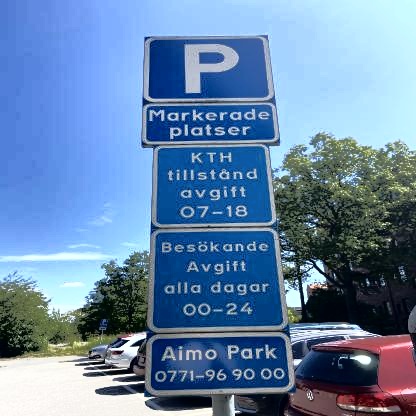 P
Markerade
platser
KTH
tillstånd
avgift
07-18
Besökande
Avgift
alla dagar
00-24
Aimo Park
0771-96 90 00